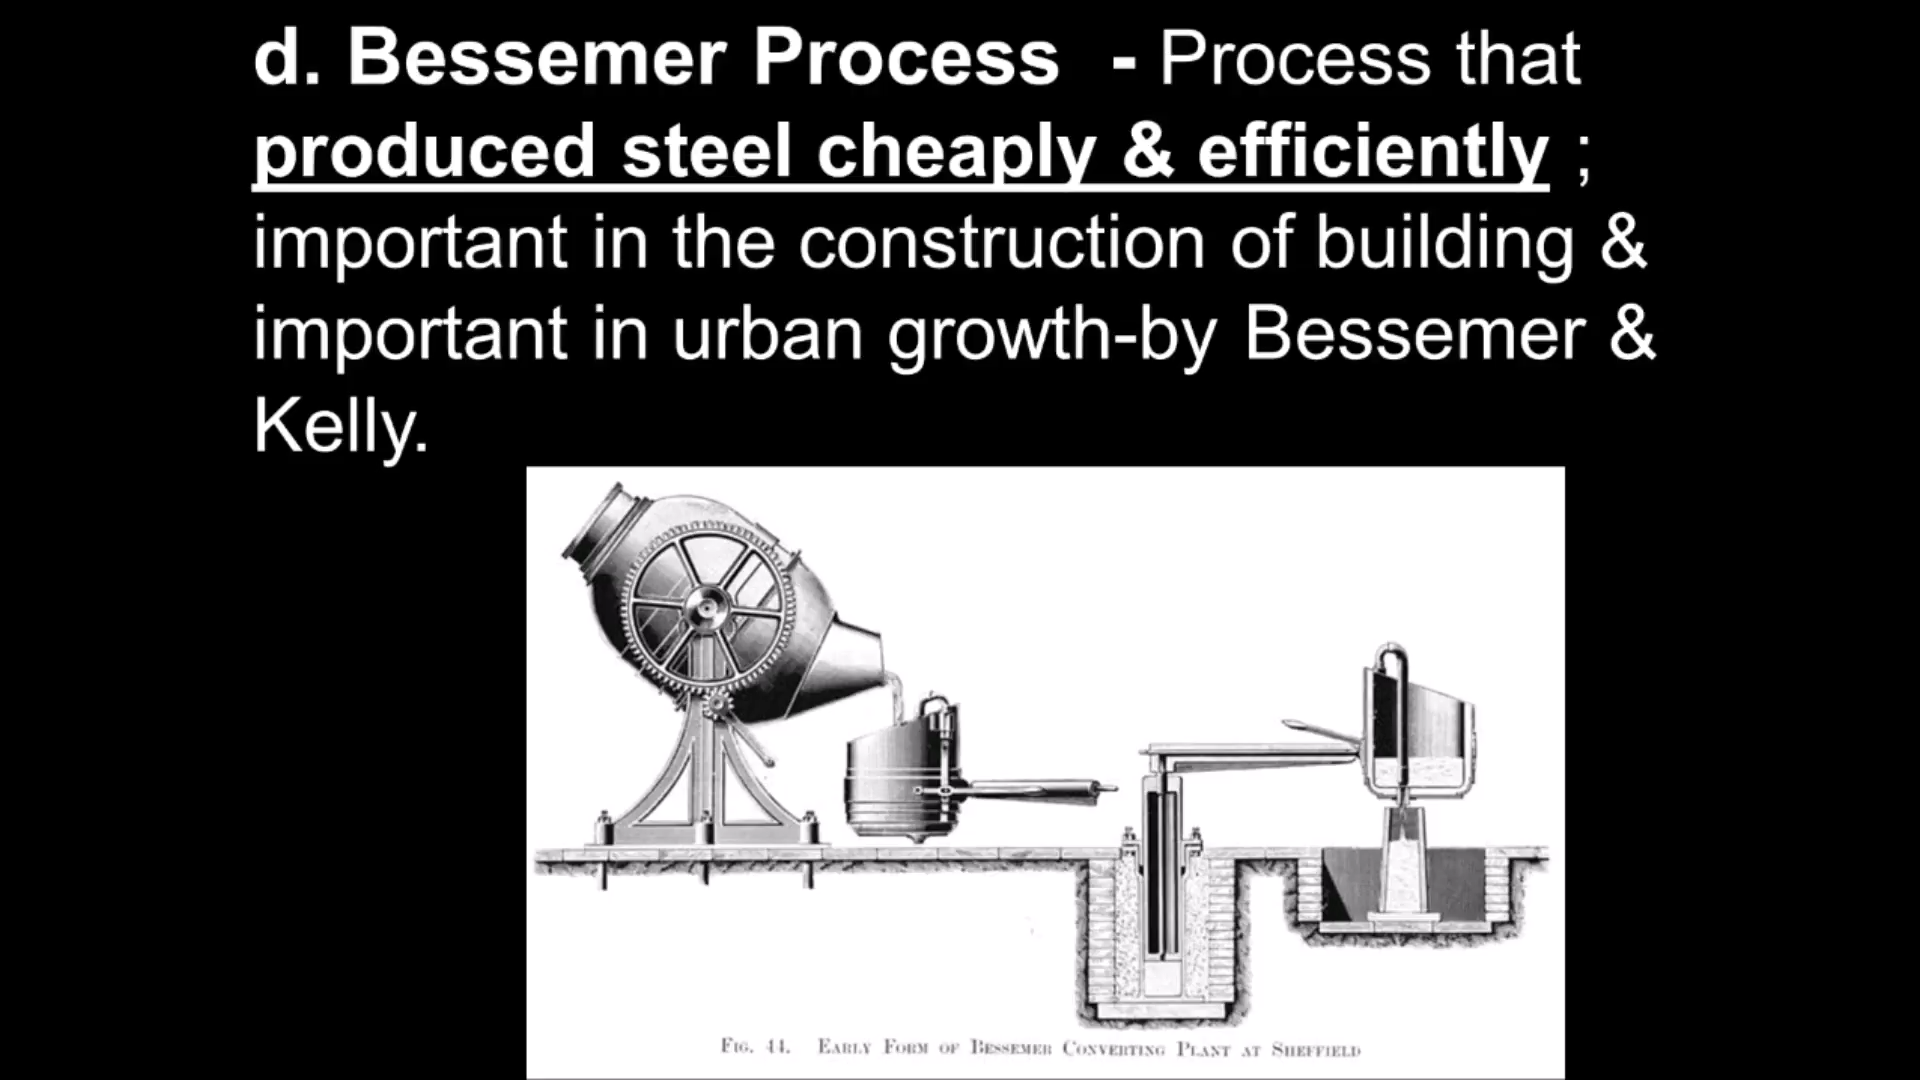 d. Bessemer Process - Process that
produced steel cheaply & efficiently ;
important in the construction of building &
important in urban growth-by Bessemer &
Kelly.
Fig. 44. Early Form of Bessemer Converting Plant at Sheffield